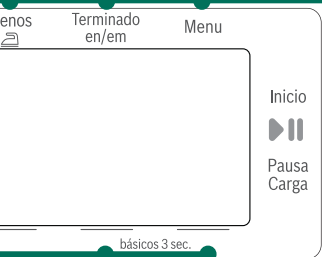 enos
Terminado
en/em
Menu
Inicio
Pausa
Carga
básicos 3 sec.